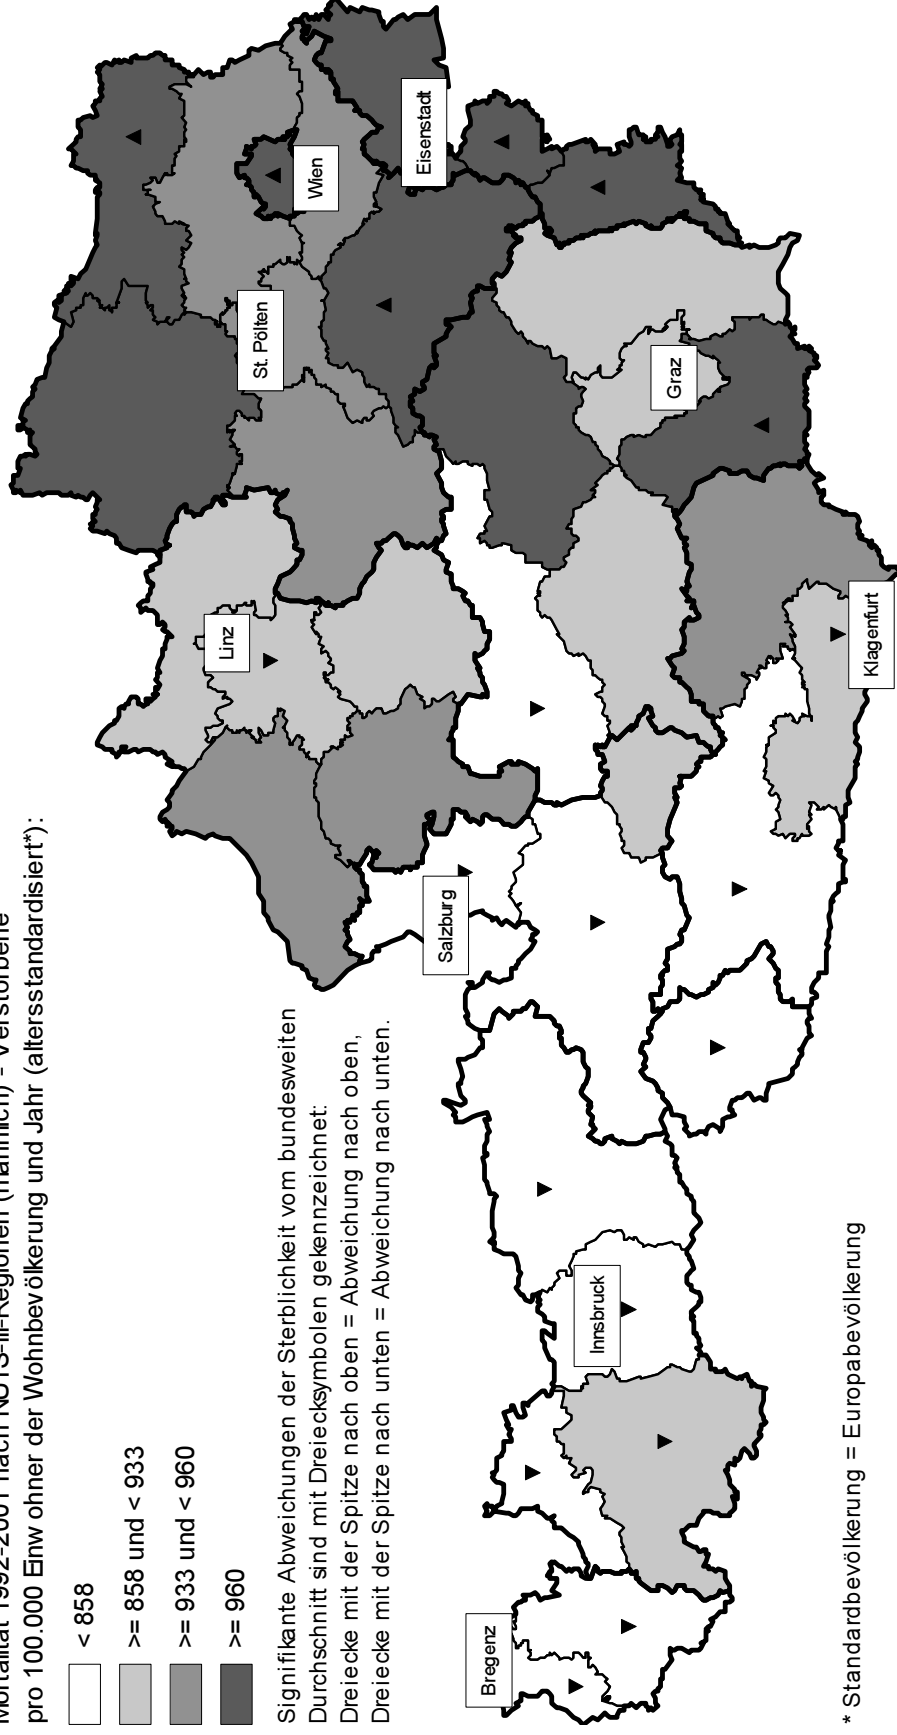 Mortalität 1992-2001 nach NUTS-III-Regionen (männlich) - Verstorbene
pro 100.000 Einwohner der Wohnbevölkerung und Jahr (altersstandardisiert*):
< 858
>= 858 und < 933
>= 933 und < 960
>= 960
Signifikante Abweichungen der Sterblichkeit vom bundesweiten
Durchschnitt sind mit Dreiecksymbolen gekennzeichnet:
Dreiecke mit der Spitze nach oben = Abweichung nach oben,
Dreiecke mit der Spitze nach unten = Abweichung nach unten.
Bregenz
Innsbruck
Salzburg
Linz
St. Pölten
Wien
Eisenstadt
Graz
Klagenfurt
* Standardbevölkerung = Europabevölkerung